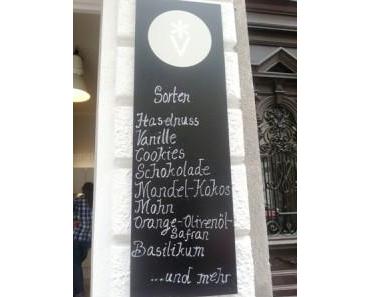 Sorten
Haselnuss
Vanille
Cookies
Schokolade
Mandel-Kokos
Mohn
Orange-Olivenöl-
Safran
Basilikum
...und mehr